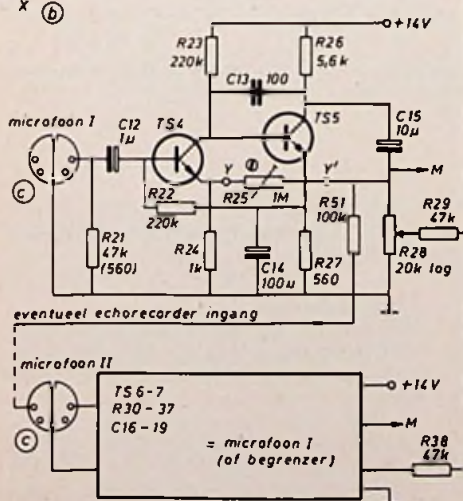 x b
+14V
R23 220k
R26 5,6k
C13 100
microfoon I
C12 1µ
TS4
TS5
C15 10µ
c
Y
Y'
M
R22 220k
R25 1M
R51 100k
R29 47k
R21 47k (560)
R24 1k
C14 100µ
R27 560
R28 20k log
eventueel echorecorder ingang
microfoon II
c
TS 6-7
R30-37
C16-19
= microfoon I
(of begrenzer)
+14V
M
R38 47k